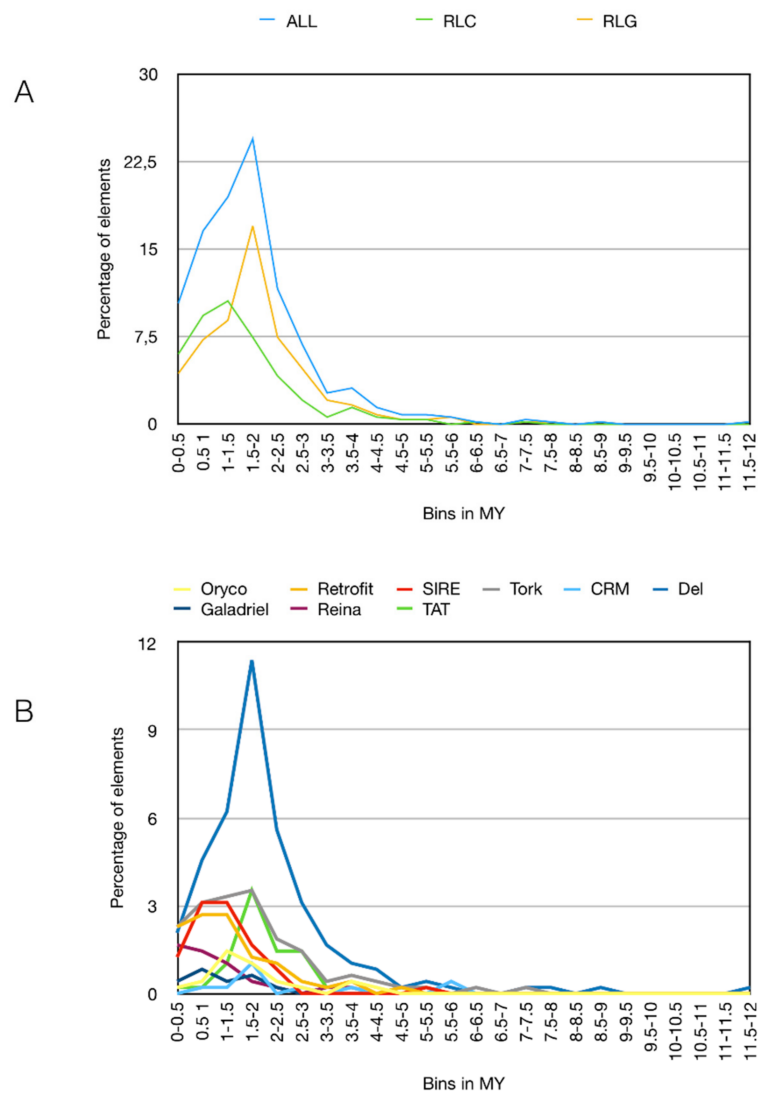 ALL RLC RLG
A
30
22,5
15
7,5
0
Percentage of elements
0-0.5 0.5 1 1-1.5 1.5-2 2-2.5 2.5-3 3-3.5 3.5-4 4-4.5 4.5-5 5-5.5 5.5-6 6-6.5 6.5-7 7-7.5 7.5-8 8-8.5 8.5-9 9-9.5 9.5-10 10-10.5 10.5-11 11-11.5 11.5-12
Bins in MY
Oryco Retrofit SIRE Tork CRM Del
Galadriel Reina TAT
B
12
9
6
3
0
Percentage of elements
0-0.5 0.5 1 1-1.5 1.5-2 2-2.5 2.5-3 3-3.5 3.5-4 4-4.5 4.5-5 5-5.5 5.5-6 6-6.5 6.5-7 7-7.5 7.5-8 8-8.5 8.5-9 9-9.5 9.5-10 10-10.5 10.5-11 11-11.5 11.5-12
Bins in MY